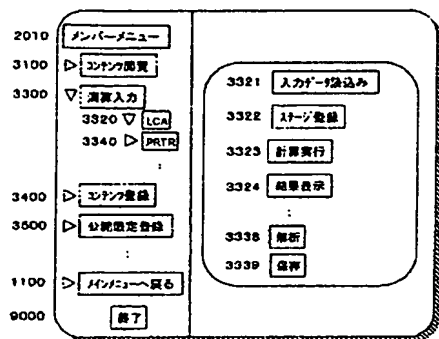 2010 メンバーメニュー
3100 ▷ コンテンツ閲覧
3300 ▽ 演算入力
3320 ▽ LCA
3340 ▷ PRTR
:
3400 ▷ コンテンツ登録
3500 ▷ 公開限定登録
:
1100 ▷ メインメニューへ戻る
9000 終了
3321 入力データ読込み
3322 ステージ登録
3323 計算実行
3324 結果表示
:
3338 解析
3339 保存